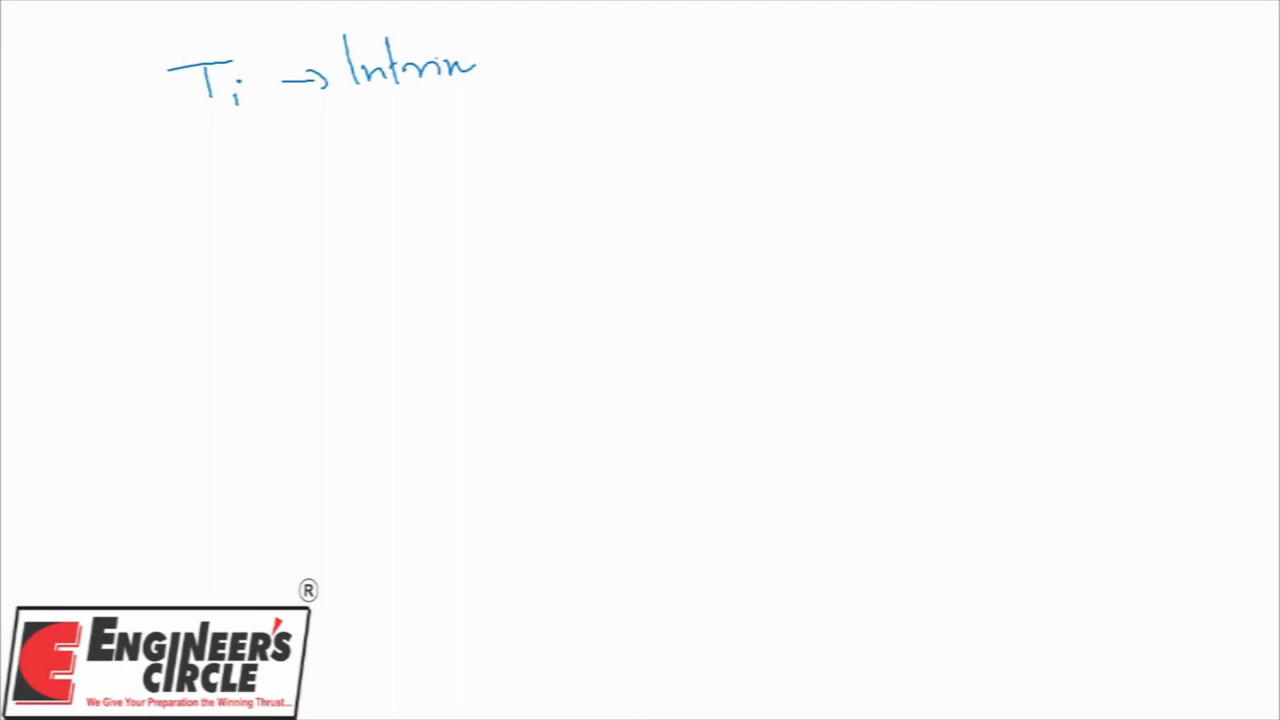 Ti → Intrin
®
ENGINEER'S
CIRCLE
We Give Your Preparation the Winning Thrust...